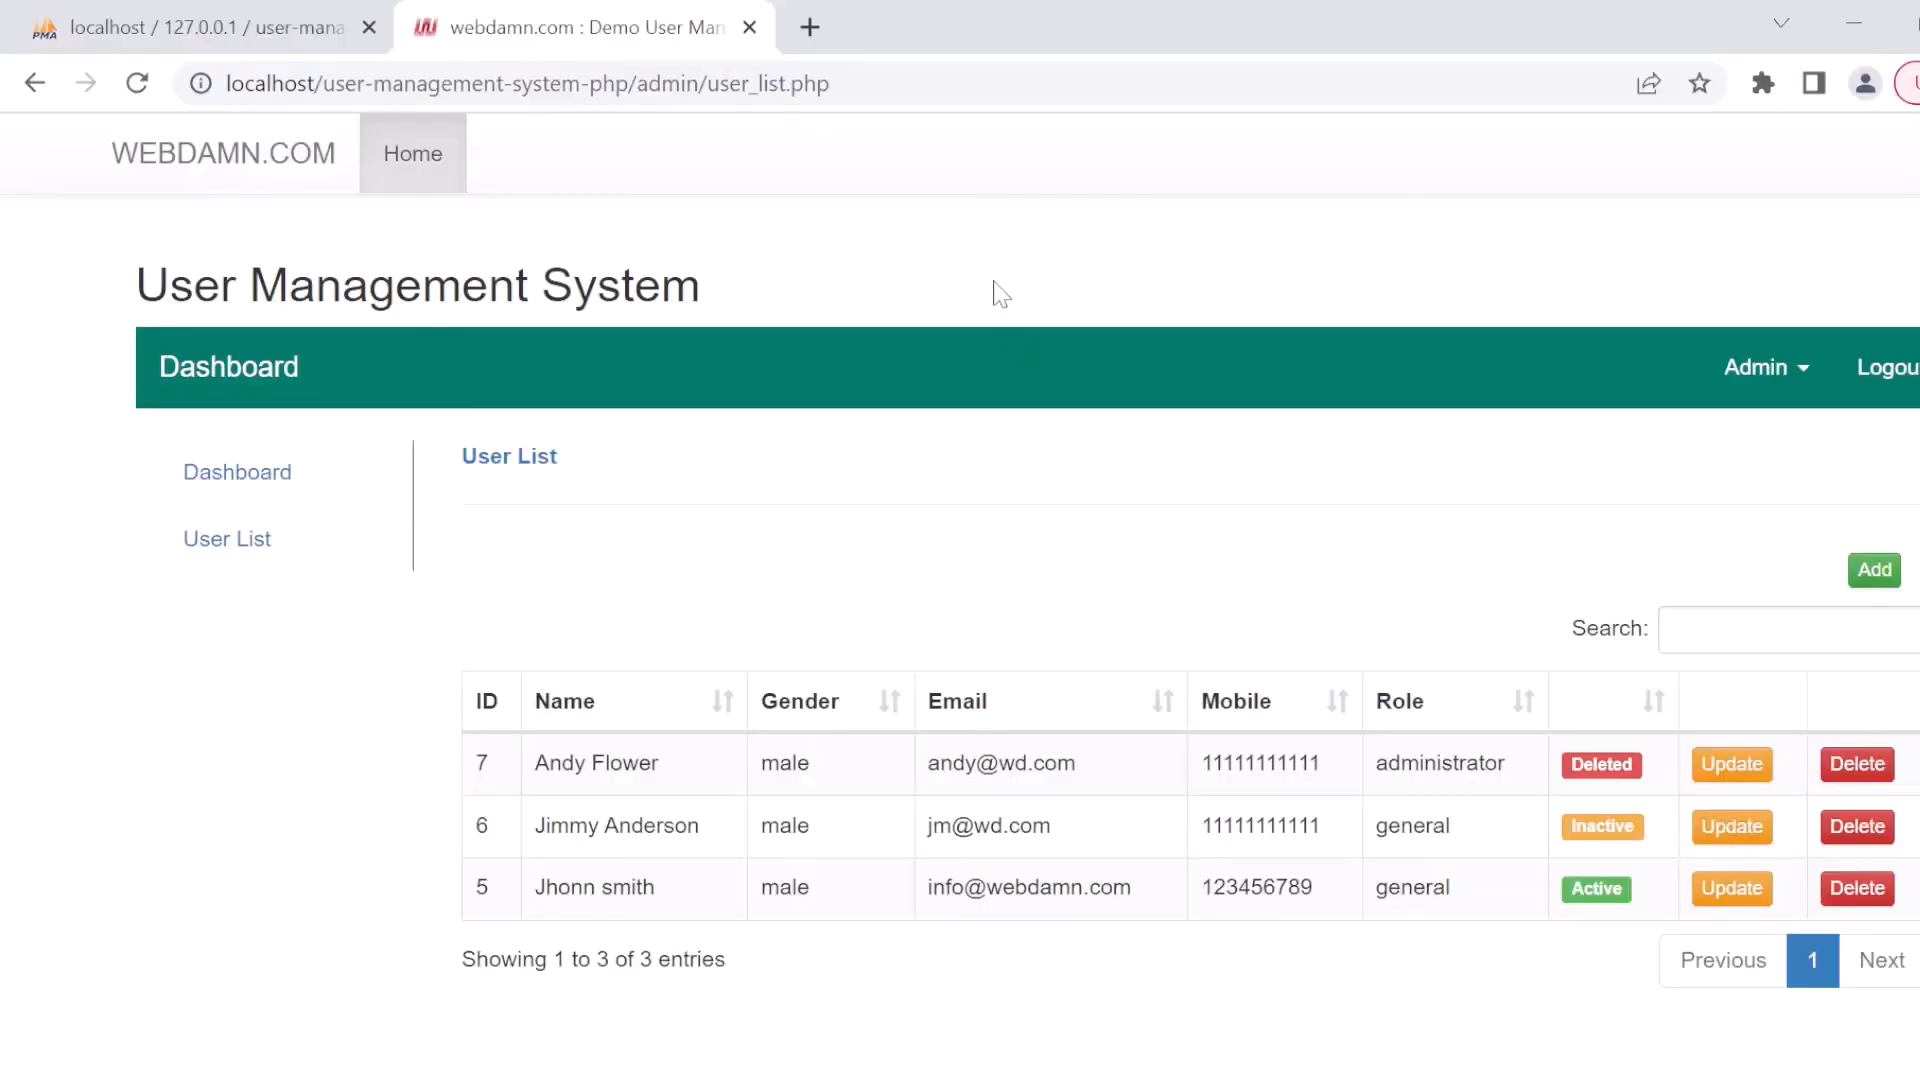 PMA localhost / 127.0.0.1 / user-mana
webdamn.com : Demo User Man
localhost/user-management-system-php/admin/user_list.php
WEBDAMN.COM Home
User Management System
Dashboard Admin Logou
Dashboard
User List
User List
Add
Search:
ID Name Gender Email Mobile Role
7 Andy Flower male andy@wd.com 11111111111 administrator Deleted Update Delete
6 Jimmy Anderson male jm@wd.com 11111111111 general Inactive Update Delete
5 Jhonn smith male info@webdamn.com 123456789 general Active Update Delete
Showing 1 to 3 of 3 entries
Previous 1 Next